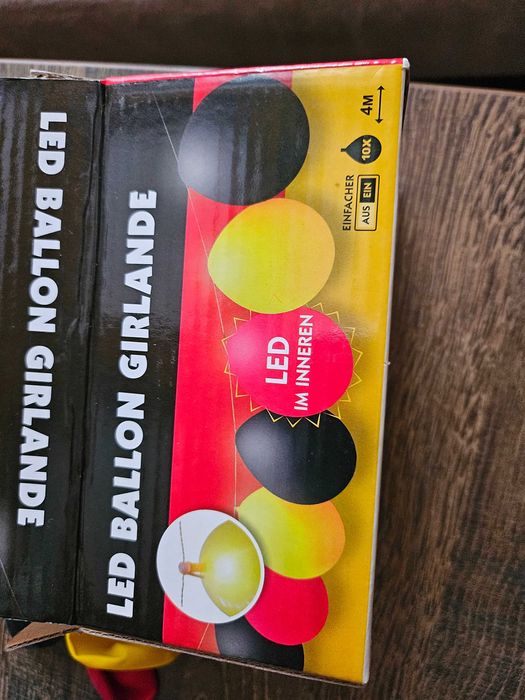 LED BALLON GIRLANDE
LED BALLON GIRLANDE
LED
IM INNEREN
4M
10X
EINFACHER
AUS EIN